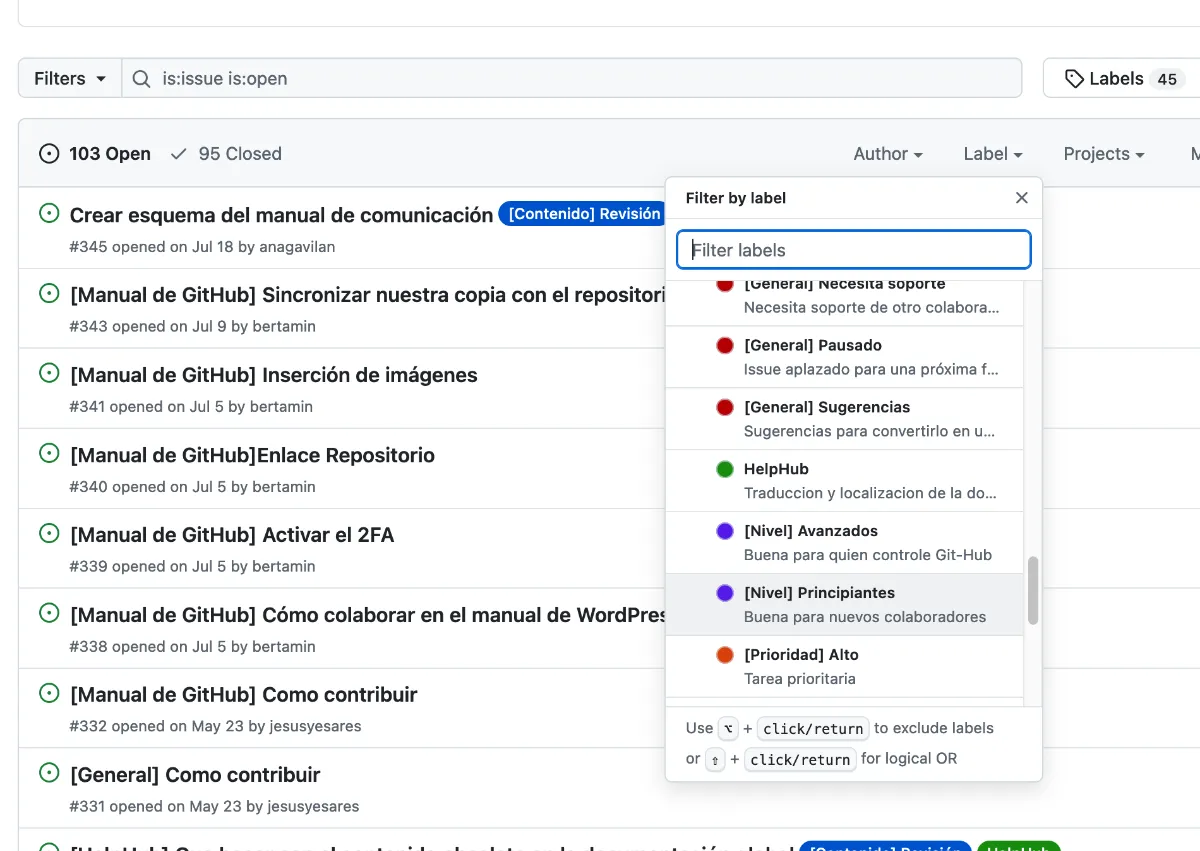 Filters
is:issue is:open
Labels 45
103 Open 95 Closed
Author
Label
Projects
Crear esquema del manual de comunicación [Contenido] Revisión
#345 opened on Jul 18 by anagavilan
[Manual de GitHub] Sincronizar nuestra copia con el repositori
#343 opened on Jul 9 by bertamin
[Manual de GitHub] Inserción de imágenes
#341 opened on Jul 5 by bertamin
[Manual de GitHub]Enlace Repositorio
#340 opened on Jul 5 by bertamin
[Manual de GitHub] Activar el 2FA
#339 opened on Jul 5 by bertamin
[Manual de GitHub] Cómo colaborar en el manual de WordPres
#338 opened on Jul 5 by bertamin
[Manual de GitHub] Como contribuir
#332 opened on May 23 by jesusyesares
[General] Como contribuir
#331 opened on May 23 by jesusyesares
[Contenido] Revisión HelpHub
Filter by label
Filter labels
[General] Necesita soporte
Necesita soporte de otro colabora...
[General] Pausado
Issue aplazado para una próxima f...
[General] Sugerencias
Sugerencias para convertirlo en u...
HelpHub
Traduccion y localizacion de la do...
[Nivel] Avanzados
Buena para quien controle Git-Hub
[Nivel] Principiantes
Buena para nuevos colaboradores
[Prioridad] Alto
Tarea prioritaria
Use ⌥ + click/return to exclude labels
or ⇧ + click/return for logical OR